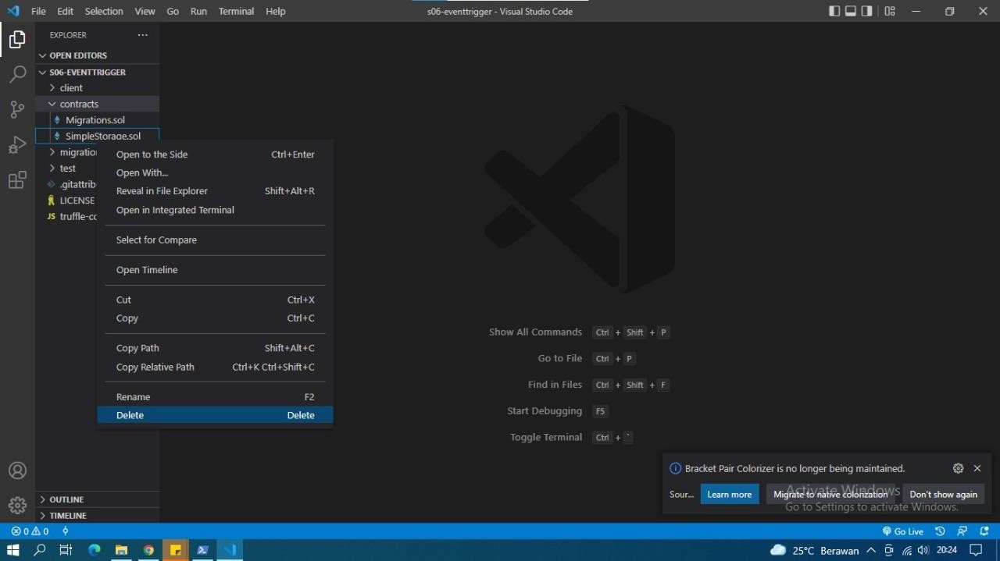 File Edit Selection View Go Run Terminal Help s06-eventtrigger - Visual Studio Code
EXPLORER ...
OPEN EDITORS
S06-EVENTTRIGGER
client
contracts
Migrations.sol
SimpleStorage.sol
migration
test
.gitattrib
LICENSE
JS truffle-co
Open to the Side Ctrl+Enter
Open With...
Reveal in File Explorer Shift+Alt+R
Open in Integrated Terminal
Select for Compare
Open Timeline
Cut Ctrl+X
Copy Ctrl+C
Copy Path Shift+Alt+C
Copy Relative Path Ctrl+K Ctrl+Shift+C
Rename F2
Delete Delete
Show All Commands Ctrl + Shift + P
Go to File Ctrl + P
Find in Files Ctrl + Shift + F
Start Debugging F5
Toggle Terminal Ctrl + `
Bracket Pair Colorizer is no longer being maintained.
Sour... Learn more Migrate to native colorization Don't show again
Activate Windows
Go to Settings to activate Windows.
OUTLINE
TIMELINE
0 0 Go Live
25°C Berawan 20:24